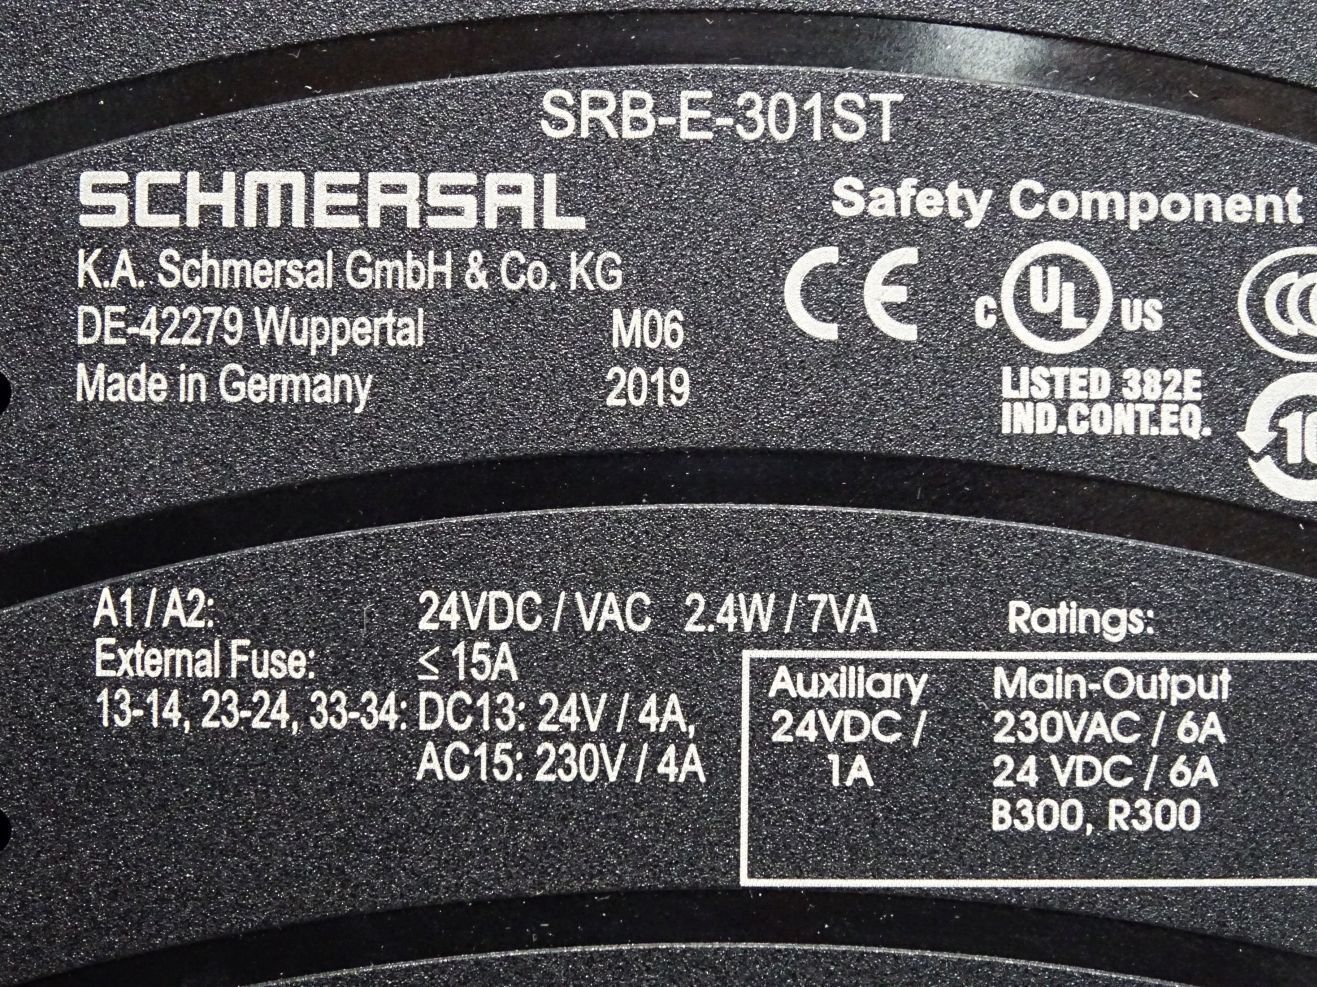 SRB-E-301ST
SCHMERSAL
Safety Component
K.A. Schmersal GmbH & Co. KG
DE-42279 Wuppertal
M06
Made in Germany
2019
CE
C UL US
LISTED 382E
IND.CONT.EQ.
A1 / A2: 24VDC / VAC 2.4W / 7VA
External Fuse: ≤ 15A
13-14, 23-24, 33-34: DC13: 24V / 4A,
AC15: 230V / 4A
Ratings:
Auxiliary
24VDC /
1A
Main-Output
230VAC / 6A
24 VDC / 6A
B300, R300